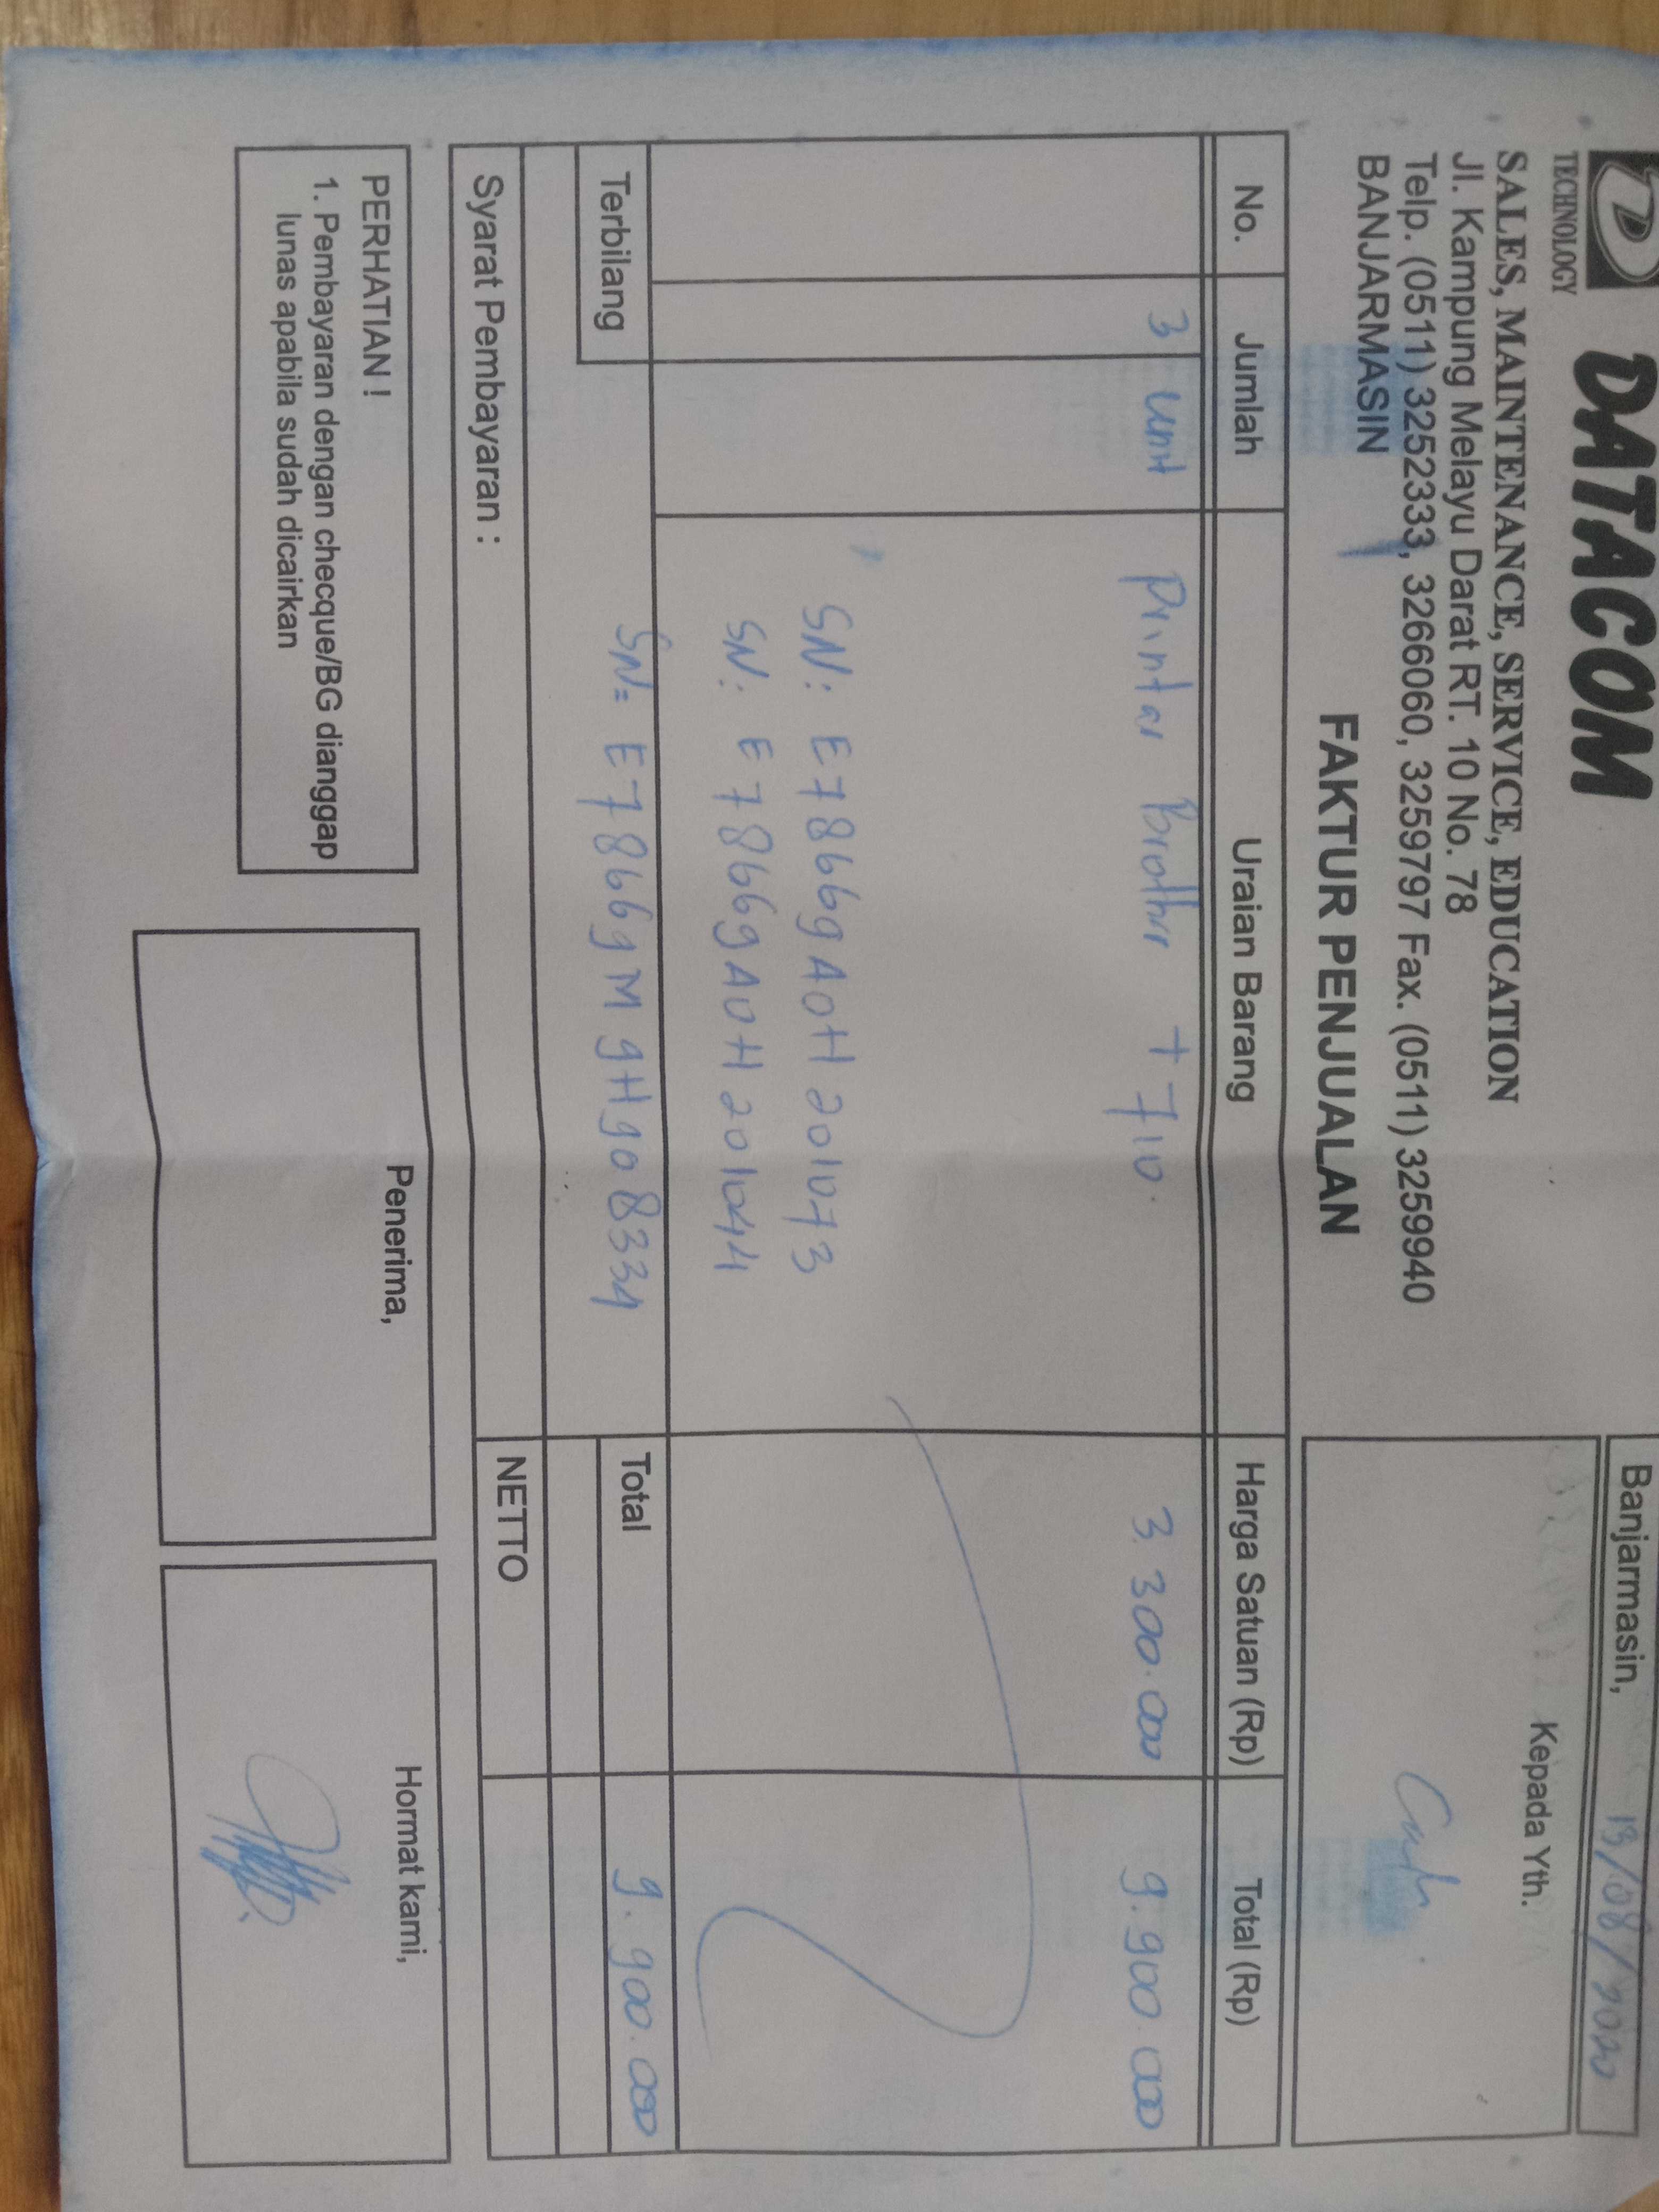 DATACOM
TECHNOLOGY
SALES, MAINTENANCE, SERVICE, EDUCATION
Jl. Kampung Melayu Darat RT. 10 No. 78
Telp. (0511) 3252333, 3266060, 3259797 Fax. (0511) 3259940
BANJARMASIN
Banjarmasin, 13/08/2020
Kepada Yth.
Cash.
FAKTUR PENJUALAN
No. Jumlah Uraian Barang Harga Satuan (Rp) Total (Rp)
3 unit Printar Brother T 710. 3.300.000 9.900.000
SN: E78669A0H201073
SN: E78669A0H201044
SN= E78669M9H908334
Terbilang
Total 9.900.000
NETTO
Syarat Pembayaran :
PERHATIAN !
1. Pembayaran dengan checque/BG dianggap
lunas apabila sudah dicairkan
Penerima,
Hormat kami,